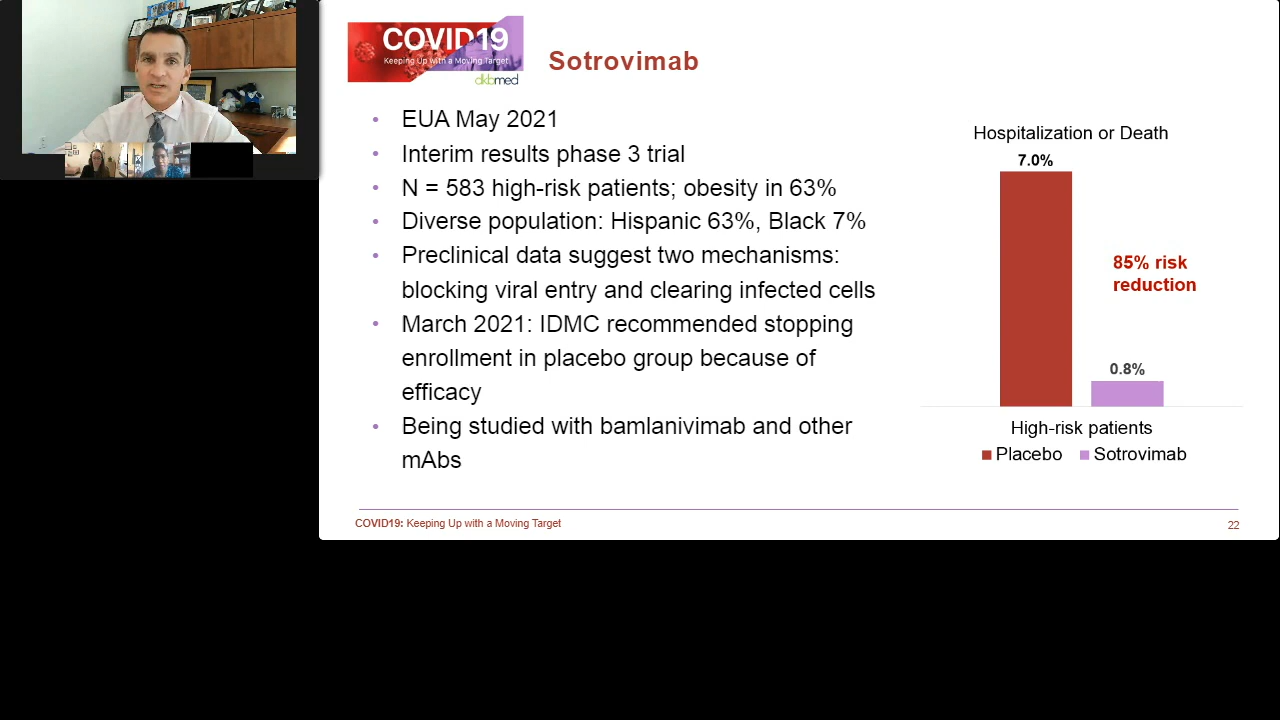 COVID19
Keeping Up with a Moving Target
dkbmed
Sotrovimab
• EUA May 2021
• Interim results phase 3 trial
• N = 583 high-risk patients; obesity in 63%
• Diverse population: Hispanic 63%, Black 7%
• Preclinical data suggest two mechanisms:
blocking viral entry and clearing infected cells
• March 2021: IDMC recommended stopping
enrollment in placebo group because of
efficacy
• Being studied with bamlanivimab and other
mAbs
Hospitalization or Death
7.0%
85% risk
reduction
0.8%
High-risk patients
Placebo Sotrovimab
COVID19: Keeping Up with a Moving Target
22